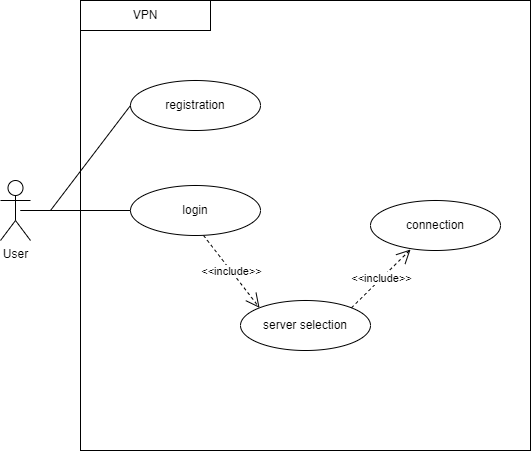 VPN
registration
login
connection
User
<<include>>
<<include>>
server selection